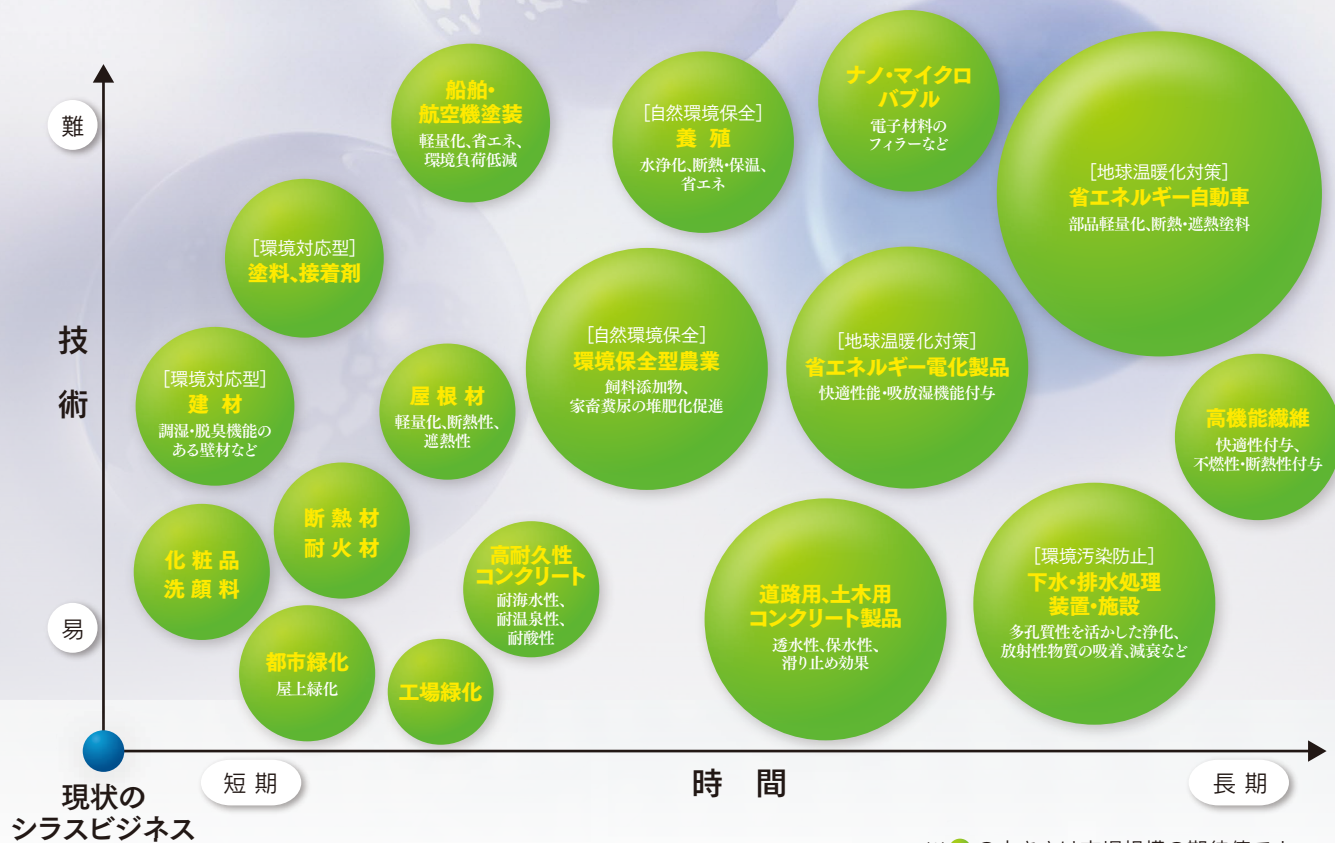 難
技
術
易
船舶・
航空機塗装
軽量化、省エネ、
環境負荷低減
[自然環境保全]
養 殖
水浄化、断熱・保温、
省エネ
ナノ・マイクロ
バブル
電子材料の
フィラーなど
[地球温暖化対策]
省エネルギー自動車
部品軽量化、断熱・遮熱塗料
[環境対応型]
塗料、接着剤
[環境対応型]
建 材
調湿・脱臭機能の
ある壁材など
屋 根 材
軽量化、断熱性、
遮熱性
[自然環境保全]
環境保全型農業
飼料添加物、
家畜糞尿の堆肥化促進
[地球温暖化対策]
省エネルギー電化製品
快適性能・吸放湿機能付与
高機能繊維
快適性付与、
不燃性・断熱性付与
化 粧 品
洗 顔 料
断 熱 材
耐 火 材
高耐久性
コンクリート
耐海水性、
耐温泉性、
耐酸性
道路用、土木用
コンクリート製品
透水性、保水性、
滑り止め効果
[環境汚染防止]
下水・排水処理
装置・施設
多孔質性を活かした浄化、
放射性物質の吸着、減衰など
都市緑化
屋上緑化
工場緑化
現状の
シラスビジネス
短 期
時 間
長 期